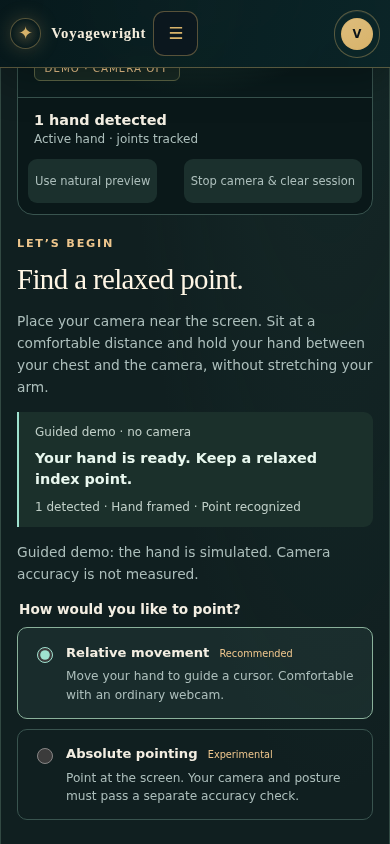 Voyagewright
V
DEMO · CAMERA OFF
1 hand detected
Active hand · joints tracked
Use natural preview
Stop camera & clear session
LET’S BEGIN
Find a relaxed point.
Place your camera near the screen. Sit at a
comfortable distance and hold your hand between
your chest and the camera, without stretching your
arm.
Guided demo · no camera
Your hand is ready. Keep a relaxed
index point.
1 detected · Hand framed · Point recognized
Guided demo: the hand is simulated. Camera
accuracy is not measured.
How would you like to point?
Relative movement Recommended
Move your hand to guide a cursor. Comfortable
with an ordinary webcam.
Absolute pointing Experimental
Point at the screen. Your camera and posture
must pass a separate accuracy check.